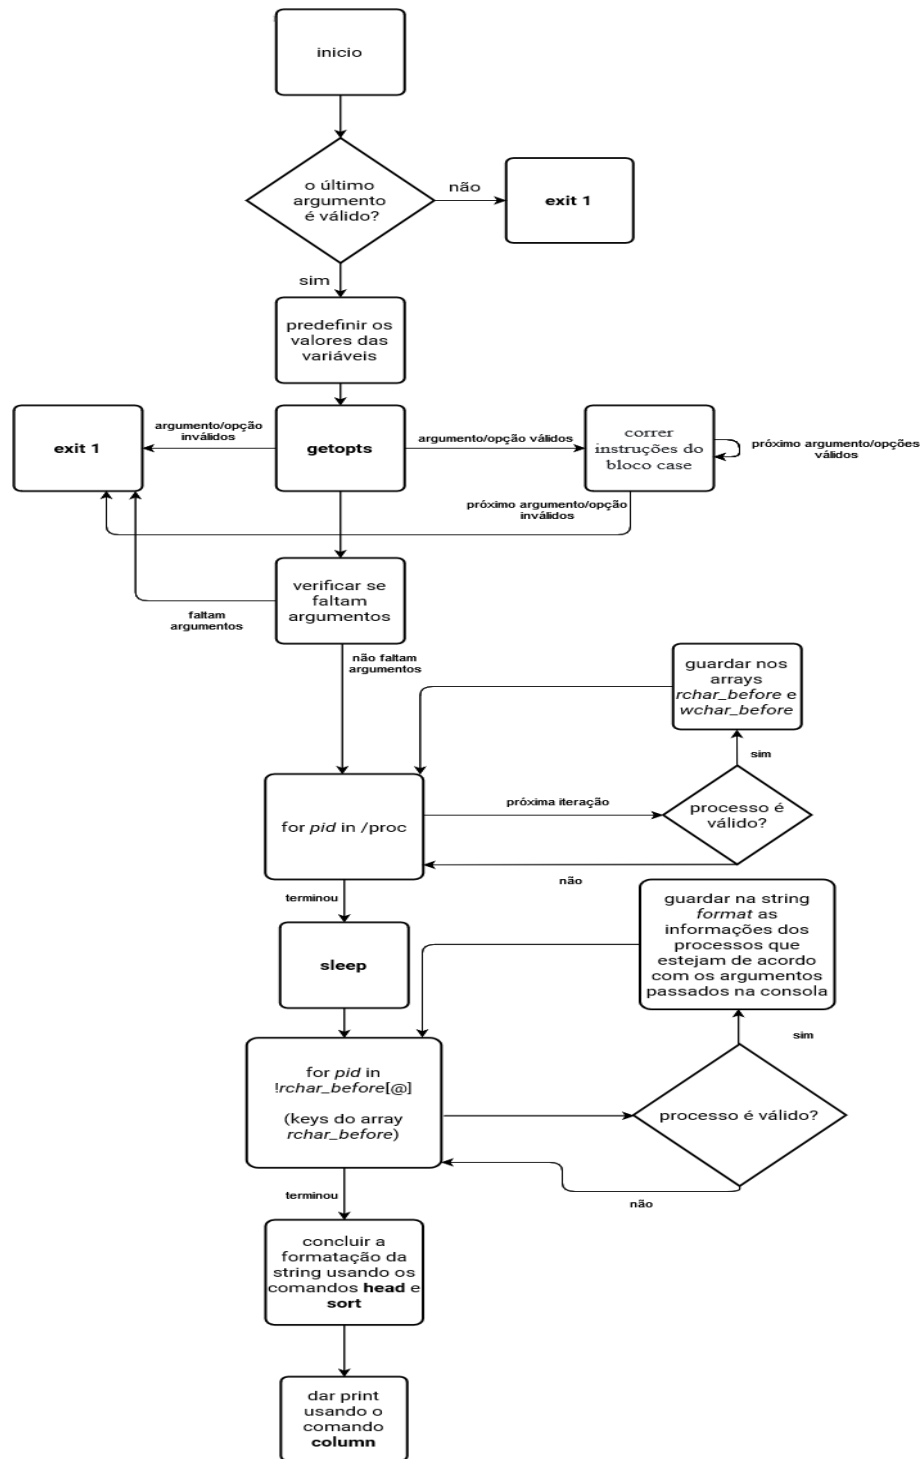 inicio
o último
argumento
é válido?
não
exit 1
sim
predefinir os
valores das
variáveis
exit 1
argumento/opção
inválidos
getopts
argumento/opção válidos
correr
instruções do
bloco case
próximo argumento/opções
válidos
próximo argumento/opção
inválidos
verificar se
faltam
argumentos
faltam
argumentos
não faltam
argumentos
guardar nos
arrays
rchar_before e
wchar_before
sim
processo é
válido?
próxima iteração
for pid in /proc
não
terminou
sleep
guardar na string
format as
informações dos
processos que
estejam de acordo
com os argumentos
passados na consola
sim
for pid in
!rchar_before[@]
(keys do array
rchar_before)
processo é válido?
não
terminou
concluir a
formatação da
string usando os
comandos head e
sort
dar print
usando o
comando
column